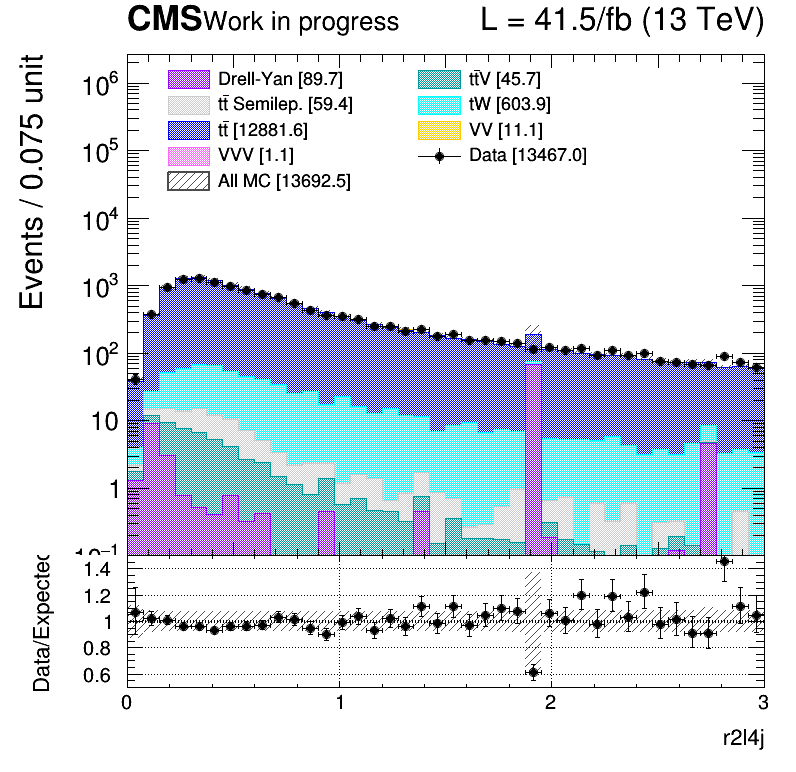 CMS Work in progress L = 41.5/fb (13 TeV)
Events / 0.075 unit
10⁶
10⁵
10⁴
10³
10²
10
1
10⁻¹
Drell-Yan [89.7]
tt̄ Semilep. [59.4]
tt̄ [12881.6]
VVV [1.1]
All MC [13692.5]
tt̄V [45.7]
tW [603.9]
VV [11.1]
Data [13467.0]
Data/Expected
1.4
1.2
1
0.8
0.6
0 1 2 3
r2l4j